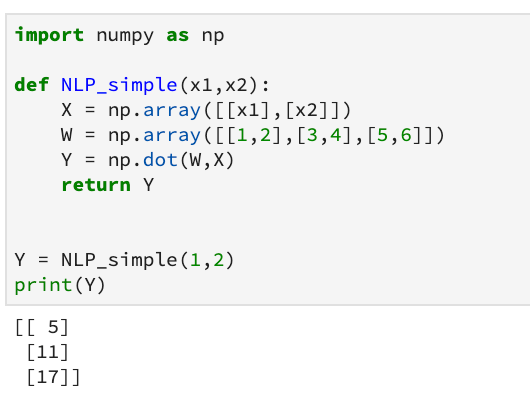 import numpy as np

def NLP_simple(x1,x2):
    X = np.array([[x1],[x2]])
    W = np.array([[1,2],[3,4],[5,6]])
    Y = np.dot(W,X)
    return Y


Y = NLP_simple(1,2)
print(Y)
[[ 5]
 [11]
 [17]]